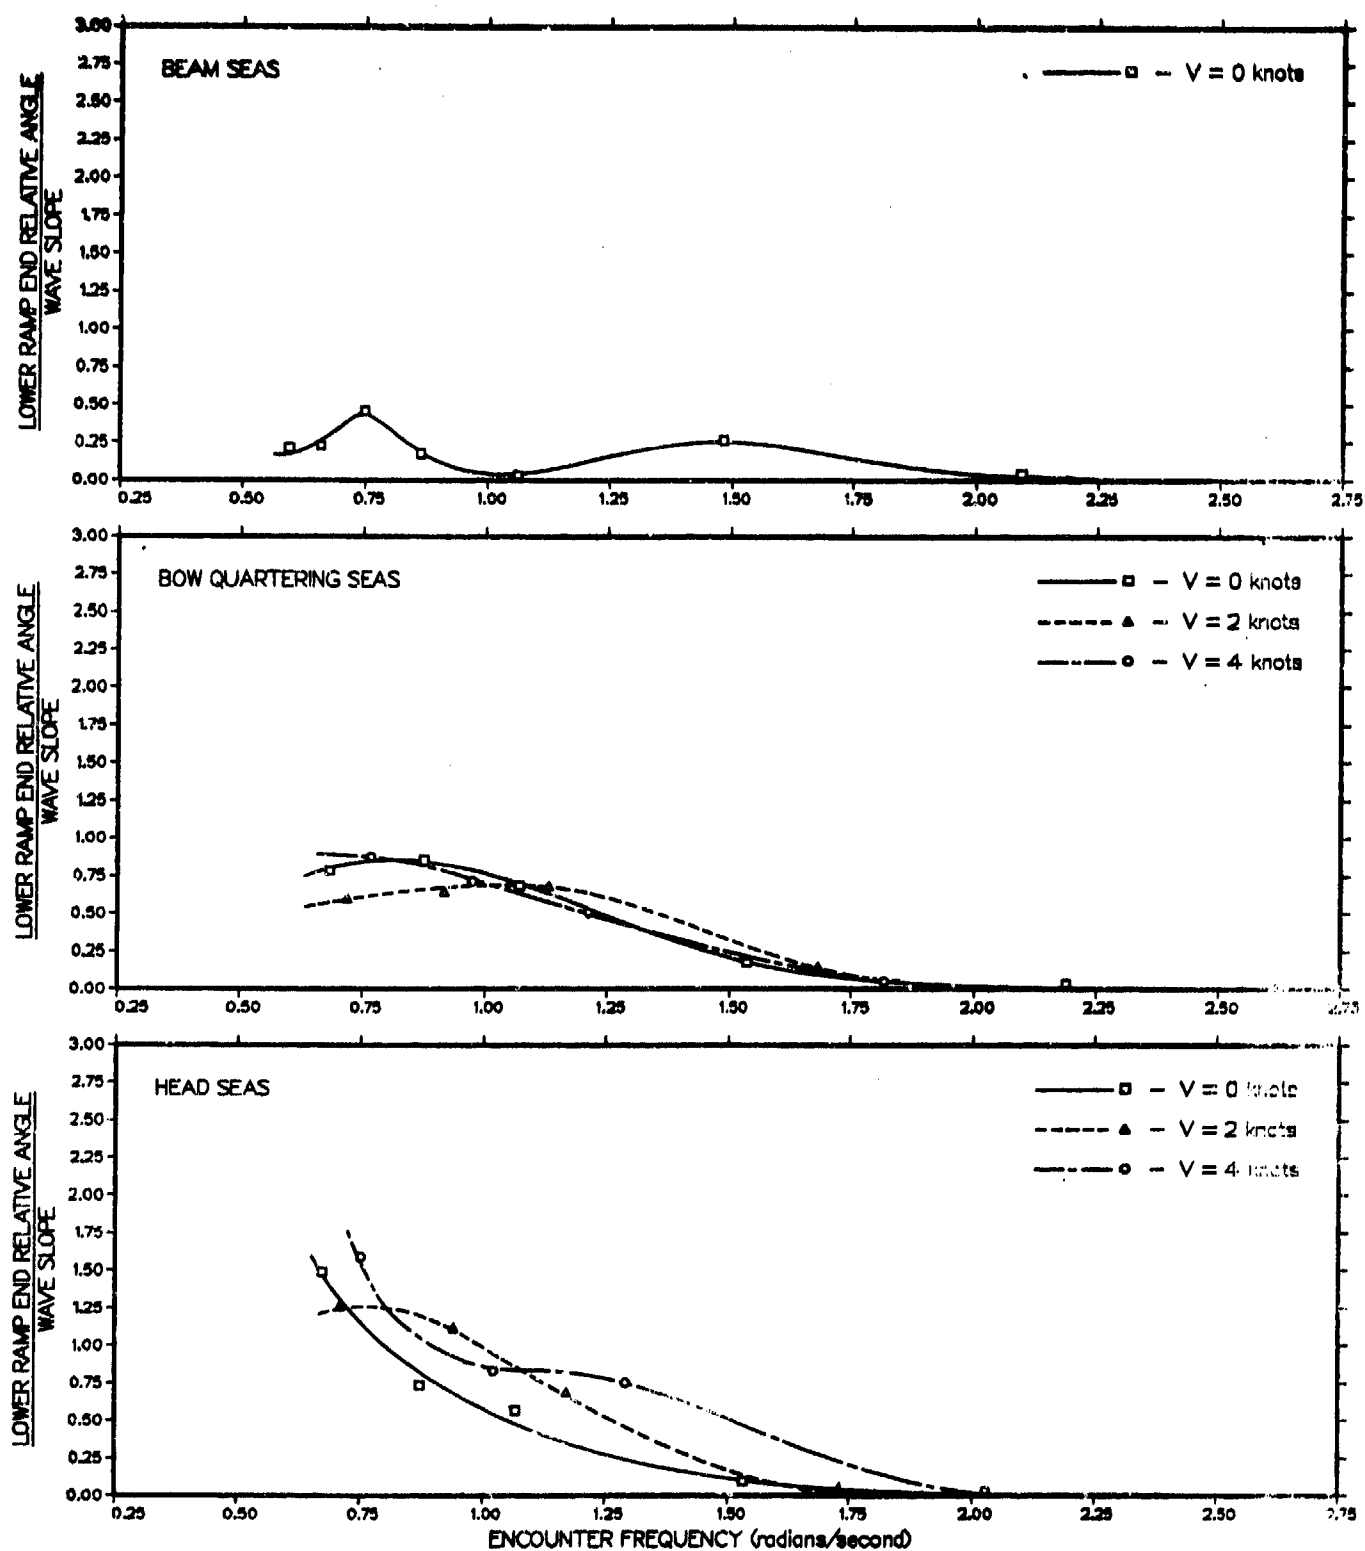 BEAM SEAS
V = 0 knots
LOWER RAMP END RELATIVE ANGLE
WAVE SLOPE
3.00
2.75
2.50
2.25
2.00
1.75
1.50
1.25
1.00
0.75
0.50
0.25
0.00
0.25 0.50 0.75 1.00 1.25 1.50 1.75 2.00 2.25 2.50 2.75
BOW QUARTERING SEAS
V = 0 knots
V = 2 knots
V = 4 knots
LOWER RAMP END RELATIVE ANGLE
WAVE SLOPE
3.00
2.75
2.50
2.25
2.00
1.75
1.50
1.25
1.00
0.75
0.50
0.25
0.00
0.25 0.50 0.75 1.00 1.25 1.50 1.75 2.00 2.25 2.50 2.75
HEAD SEAS
V = 0 knots
V = 2 knots
V = 4 knots
LOWER RAMP END RELATIVE ANGLE
WAVE SLOPE
3.00
2.75
2.50
2.25
2.00
1.75
1.50
1.25
1.00
0.75
0.50
0.25
0.00
0.25 0.50 0.75 1.00 1.25 1.50 1.75 2.00 2.25 2.50 2.75
ENCOUNTER FREQUENCY (radians/second)